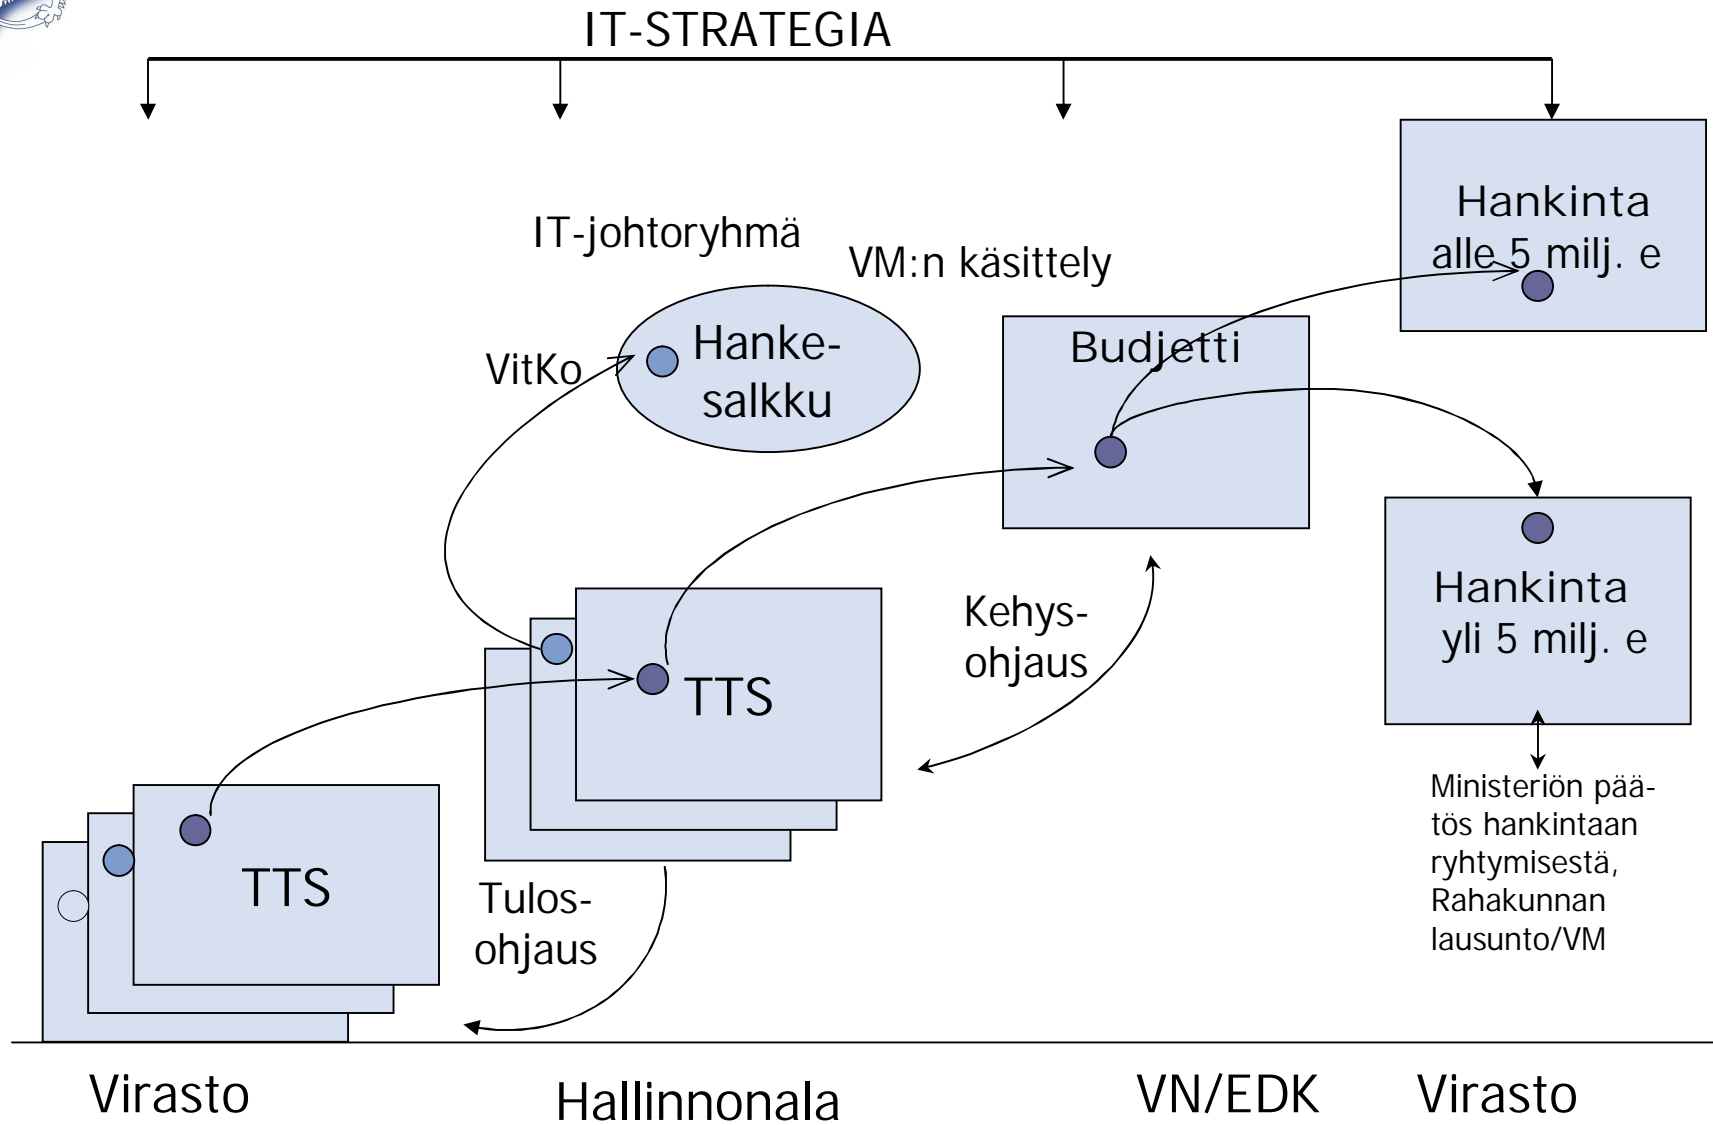 IT-STRATEGIA
Hankinta
alle 5 milj. e
IT-johtoryhmä
VM:n käsittely
VitKo
Hanke-
salkku
Budjetti
Kehys-
ohjaus
Hankinta
yli 5 milj. e
TTS
Ministeriön pää-
tös hankintaan
ryhtymisestä,
Rahakunnan
lausunto/VM
TTS
Tulos-
ohjaus
Virasto
Hallinnonala
VN/EDK
Virasto